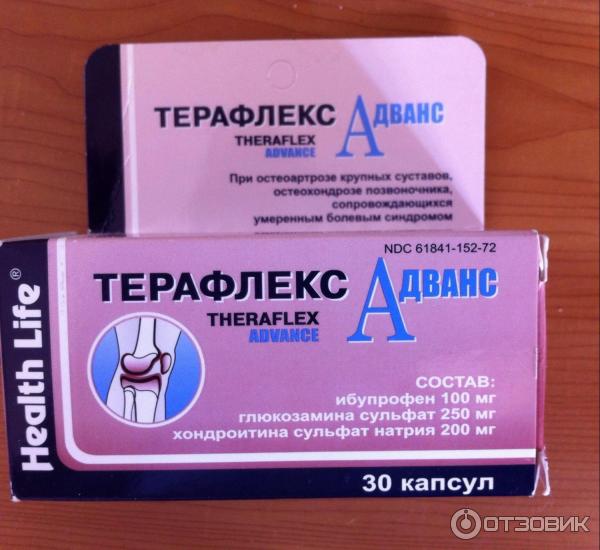 ТЕРАФЛЕКС АДВАНС
THERAFLEX
ADVANCE
При остеоартрозе крупных суставов,
остеохондрозе позвоночника,
сопровождающихся
умеренным болевым синдромом
NDC 61841-152-72
ТЕРАФЛЕКС АДВАНС
THERAFLEX
ADVANCE
СОСТАВ:
ибупрофен 100 мг
глюкозамина сульфат 250 мг
хондроитина сульфат натрия 200 мг
30 капсул
Health Life®
ОТЗОВИК